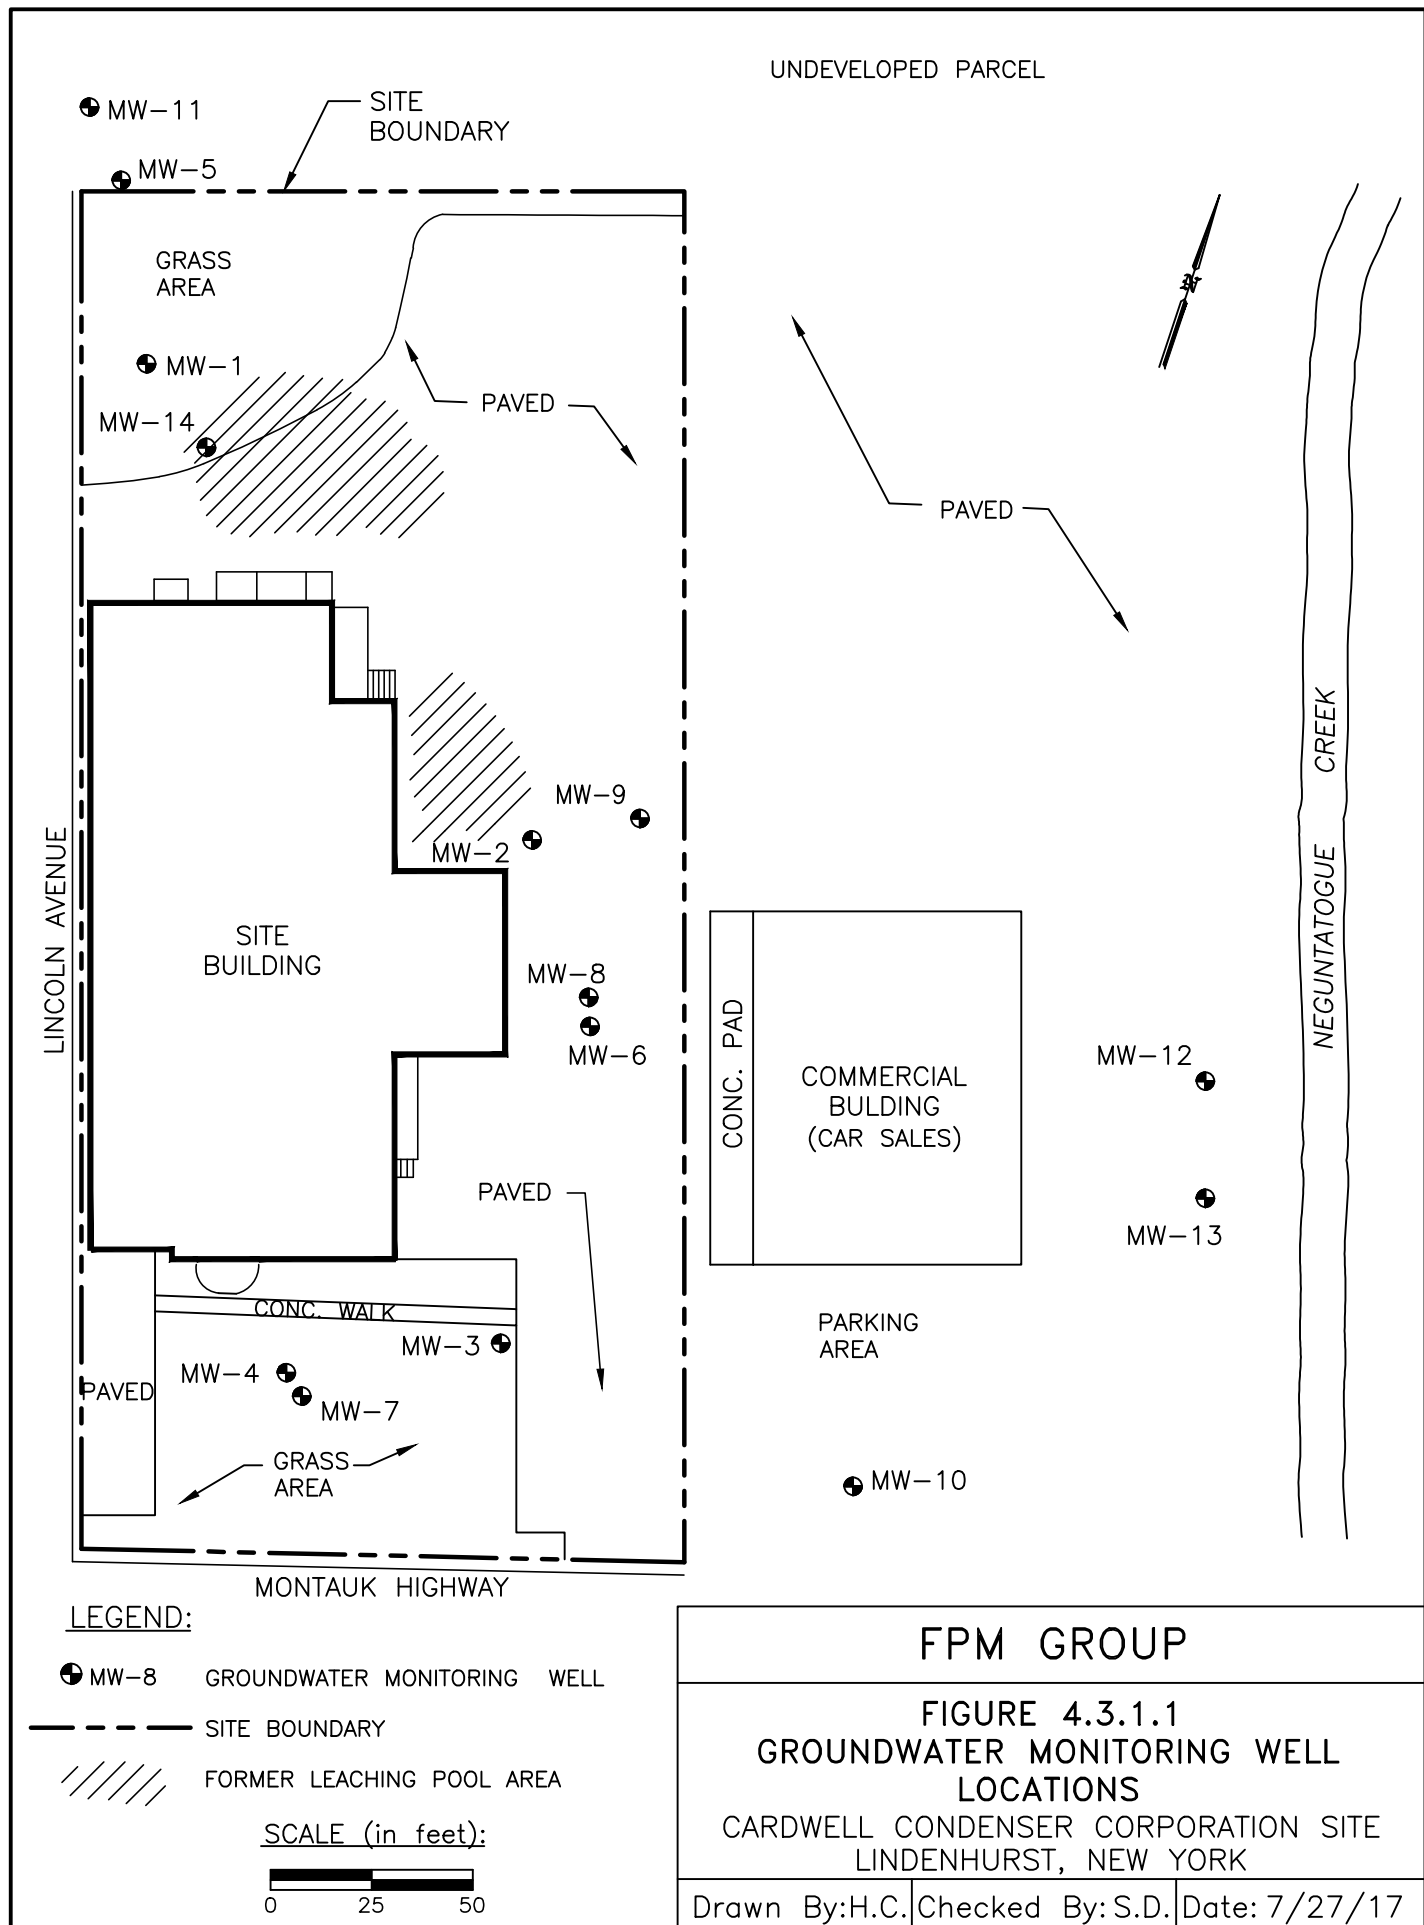 UNDEVELOPED PARCEL
MW-11
SITE
BOUNDARY
MW-5
GRASS
AREA
N
MW-1
PAVED
MW-14
PAVED
CREEK
NEGUNTATOGUE
MW-9
MW-2
LINCOLN AVENUE
SITE
BUILDING
MW-8
MW-6
CONC. PAD
COMMERCIAL
BULDING
(CAR SALES)
MW-12
MW-13
PAVED
CONC. WALK
MW-3
PARKING
AREA
MW-4
PAVED
MW-7
GRASS
AREA
MW-10
MONTAUK HIGHWAY
LEGEND:
MW-8 GROUNDWATER MONITORING WELL
SITE BOUNDARY
FORMER LEACHING POOL AREA
SCALE (in feet):
0 25 50
FPM GROUP
FIGURE 4.3.1.1
GROUNDWATER MONITORING WELL
LOCATIONS
CARDWELL CONDENSER CORPORATION SITE
LINDENHURST, NEW YORK
Drawn By:H.C. Checked By:S.D. Date: 7/27/17